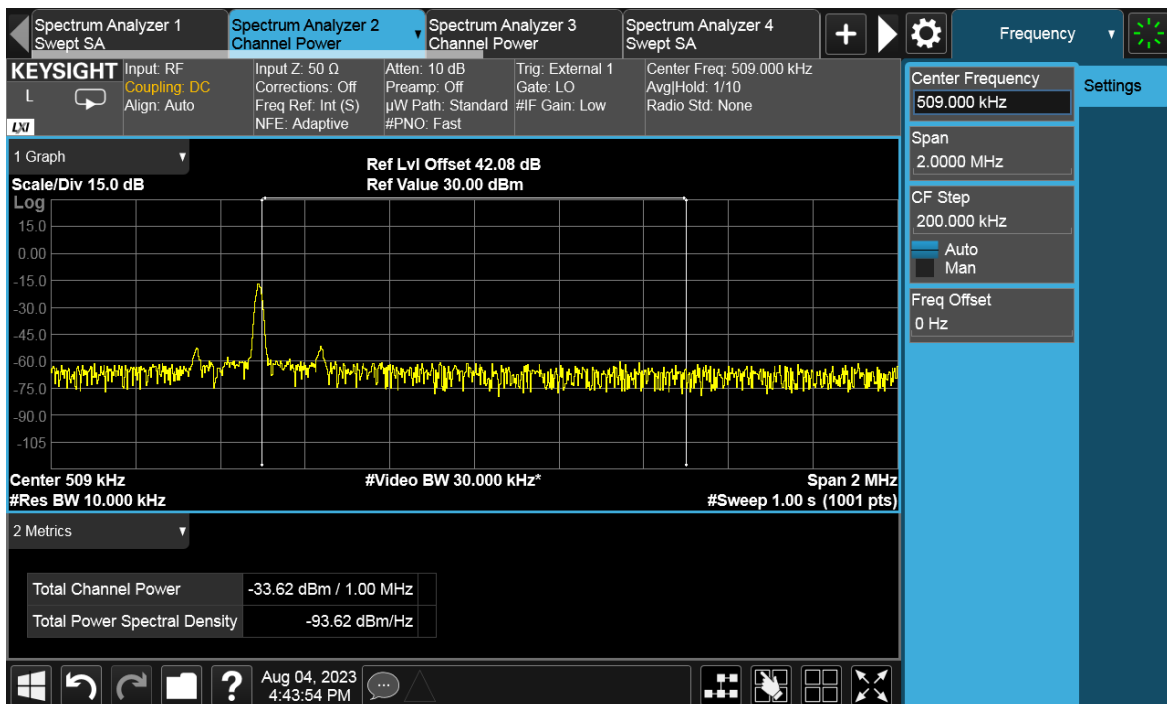 Spectrum Analyzer 1
Swept SA
Spectrum Analyzer 2
Channel Power
Spectrum Analyzer 3
Channel Power
Spectrum Analyzer 4
Swept SA
Frequency
KEYSIGHT
L
LXI
Input: RF
Coupling: DC
Align: Auto
Input Z: 50 Ω
Corrections: Off
Freq Ref: Int (S)
NFE: Adaptive
Atten: 10 dB
Preamp: Off
µW Path: Standard
#PNO: Fast
Trig: External 1
Gate: LO
#IF Gain: Low
Center Freq: 509.000 kHz
Avg|Hold: 1/10
Radio Std: None
Center Frequency
509.000 kHz
Settings
Span
2.0000 MHz
CF Step
200.000 kHz
Auto
Man
Freq Offset
0 Hz
1 Graph
Scale/Div 15.0 dB
Ref Lvl Offset 42.08 dB
Ref Value 30.00 dBm
Log
15.0
0.00
-15.0
-30.0
-45.0
-60.0
-75.0
-90.0
-105
Center 509 kHz
#Res BW 10.000 kHz
#Video BW 30.000 kHz*
Span 2 MHz
#Sweep 1.00 s (1001 pts)
2 Metrics
Total Channel Power -33.62 dBm / 1.00 MHz
Total Power Spectral Density -93.62 dBm/Hz
?
Aug 04, 2023
4:43:54 PM